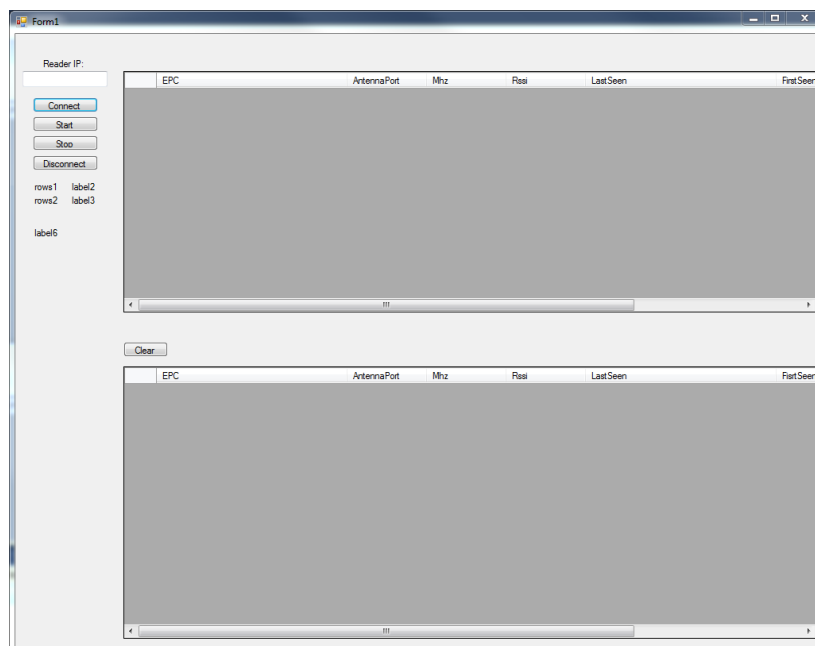 Form1
Reader IP:
EPC AntennaPort Mhz Rssi LastSeen FirstSeen
Connect
Start
Stop
Disconnect
rows1 label2
rows2 label3
label6
Clear
EPC AntennaPort Mhz Rssi LastSeen FisrtSeen